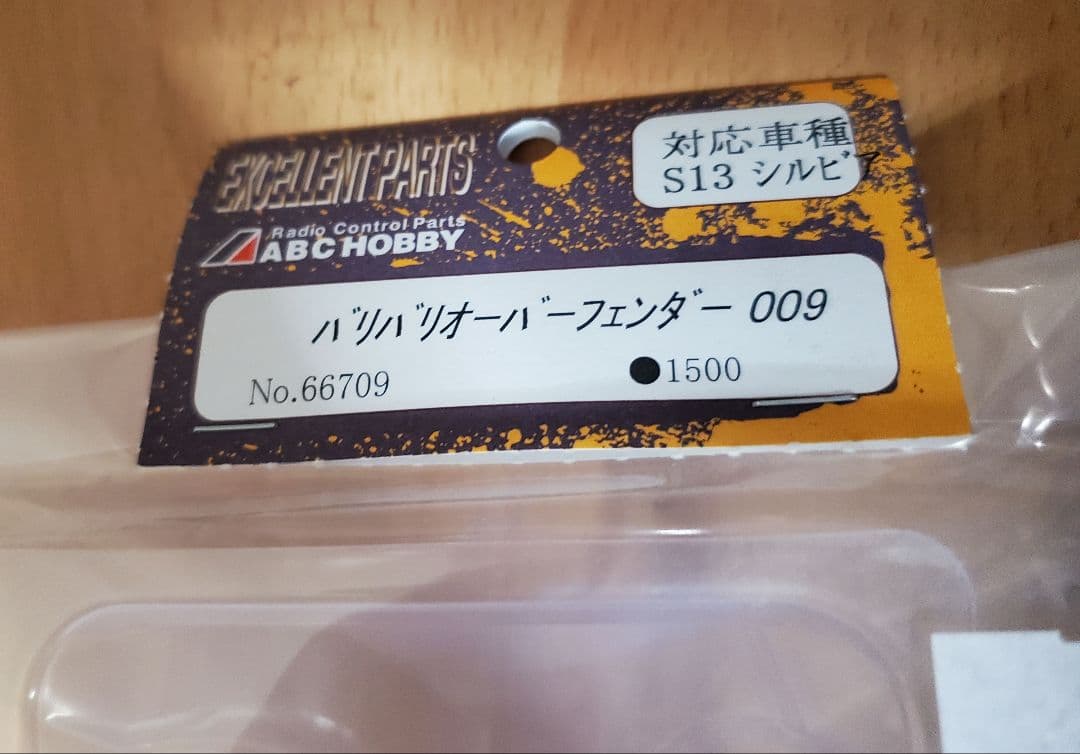 EXCELLENT PARTS
Radio Control Parts
ABC HOBBY
対応車種
S13 シルビア
バリバリオーバーフェンダー 009
No.66709
●1500